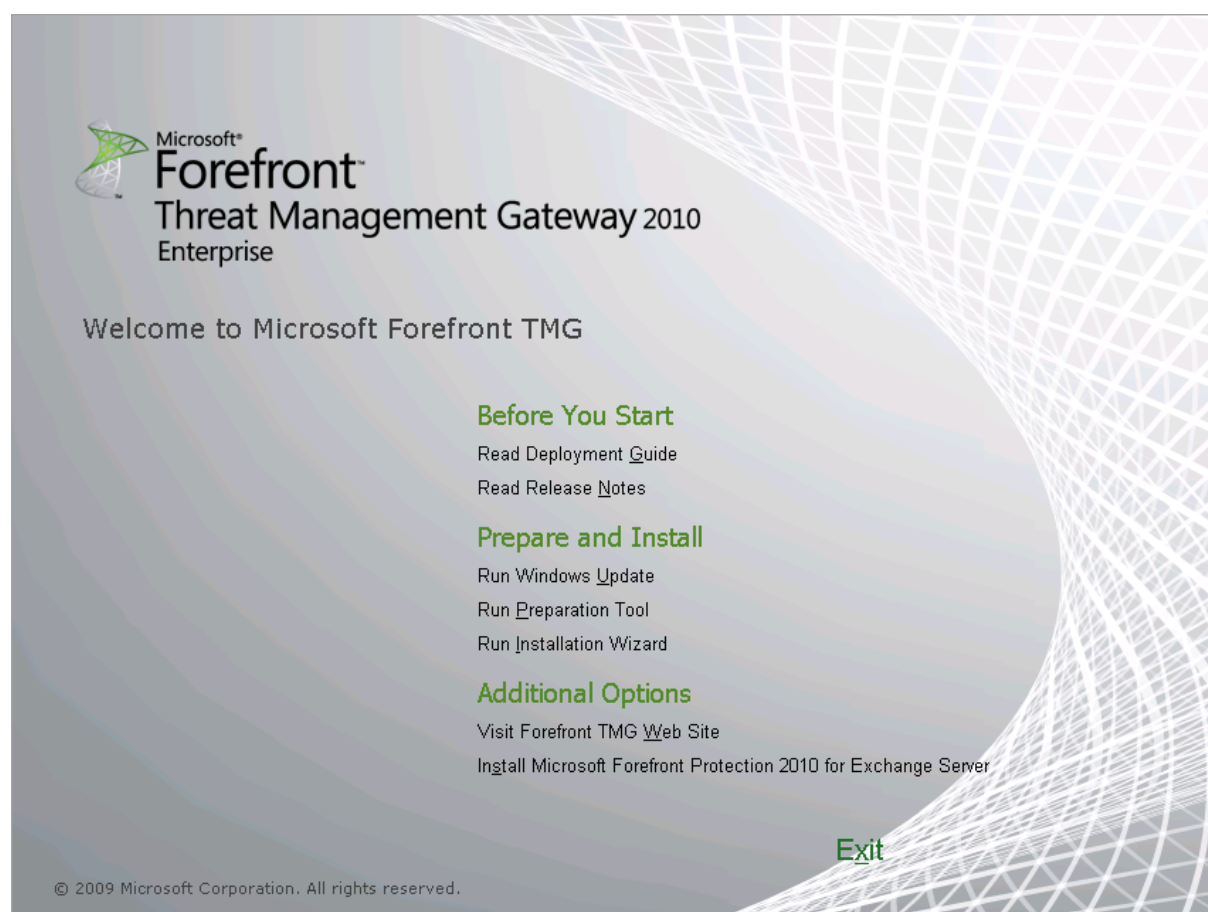 Microsoft®
Forefront™
Threat Management Gateway 2010
Enterprise
Welcome to Microsoft Forefront TMG
Before You Start
Read Deployment Guide
Read Release Notes
Prepare and Install
Run Windows Update
Run Preparation Tool
Run Installation Wizard
Additional Options
Visit Forefront TMG Web Site
Install Microsoft Forefront Protection 2010 for Exchange Server
Exit
© 2009 Microsoft Corporation. All rights reserved.